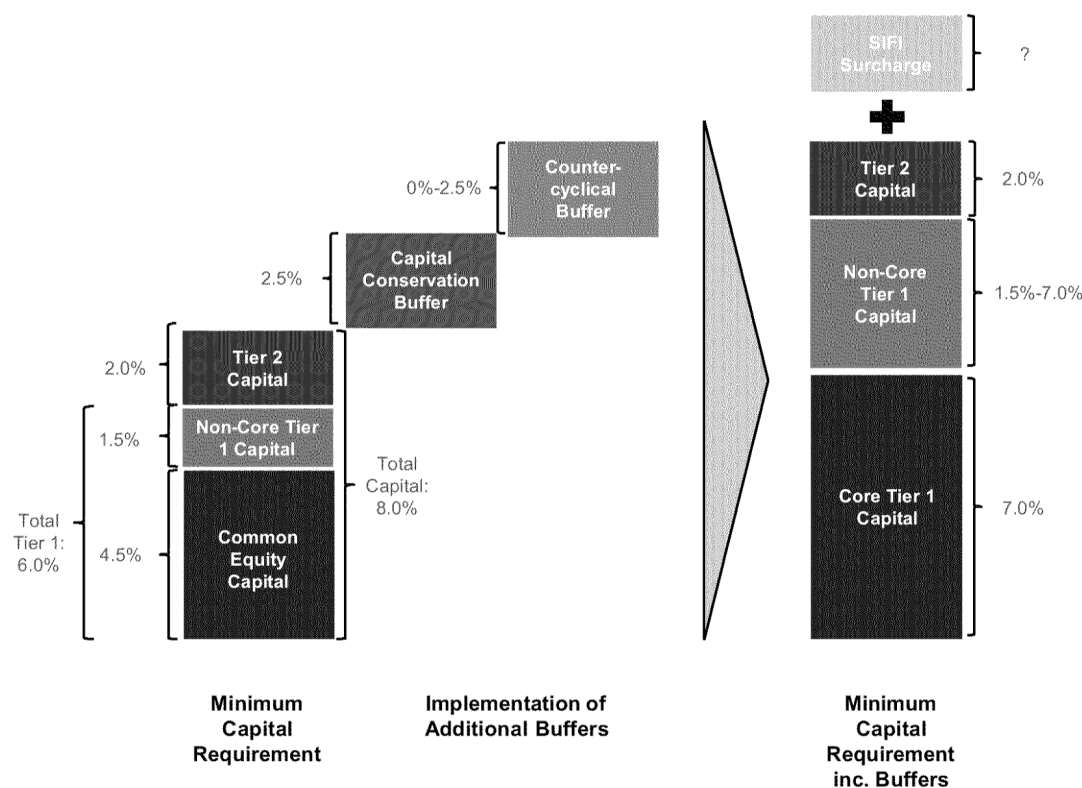 SIFI
Surcharge
?
Counter-
cyclical
Buffer
0%-2.5%
Tier 2
Capital
2.0%
Capital
Conservation
Buffer
2.5%
Non-Core
Tier 1
Capital
1.5%-7.0%
Tier 2
Capital
2.0%
Non-Core Tier
1 Capital
1.5%
Total
Capital:
8.0%
Core Tier 1
Capital
7.0%
Total
Tier 1:
6.0%
4.5%
Common
Equity
Capital
Minimum
Capital
Requirement
Implementation of
Additional Buffers
Minimum
Capital
Requirement
inc. Buffers